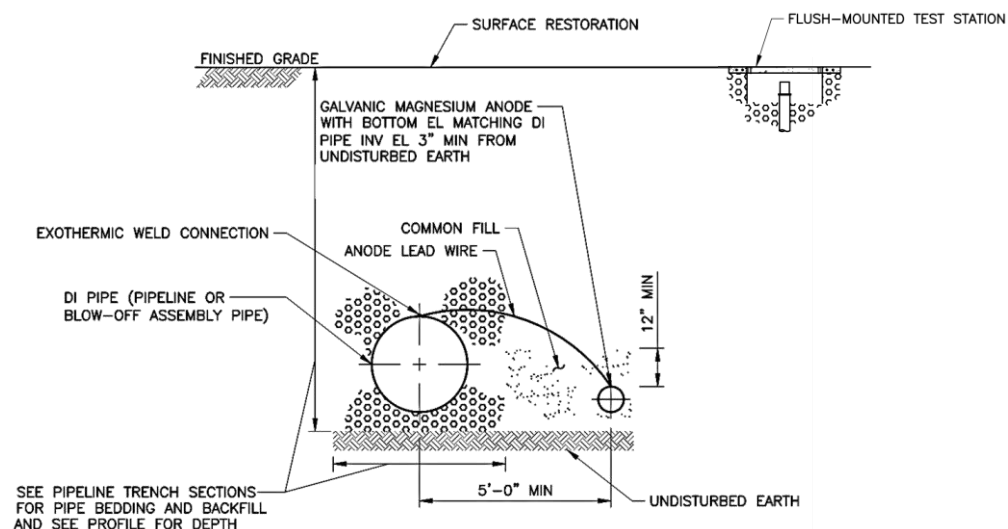 SURFACE RESTORATION
FLUSH-MOUNTED TEST STATION
FINISHED GRADE
GALVANIC MAGNESIUM ANODE
WITH BOTTOM EL MATCHING DI
PIPE INV EL 3" MIN FROM
UNDISTURBED EARTH
EXOTHERMIC WELD CONNECTION
COMMON FILL
ANODE LEAD WIRE
DI PIPE (PIPELINE OR
BLOW-OFF ASSEMBLY PIPE)
12" MIN
5'-0" MIN
SEE PIPELINE TRENCH SECTIONS
FOR PIPE BEDDING AND BACKFILL
AND SEE PROFILE FOR DEPTH
UNDISTURBED EARTH